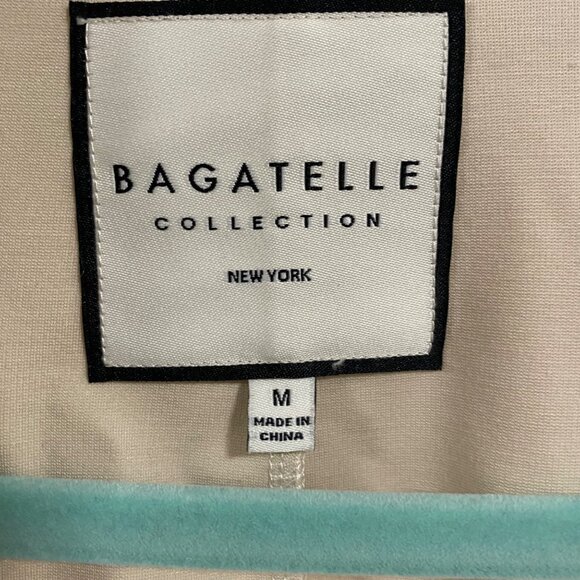 BAGATELLE
COLLECTION
NEW YORK
M
MADE IN
CHINA